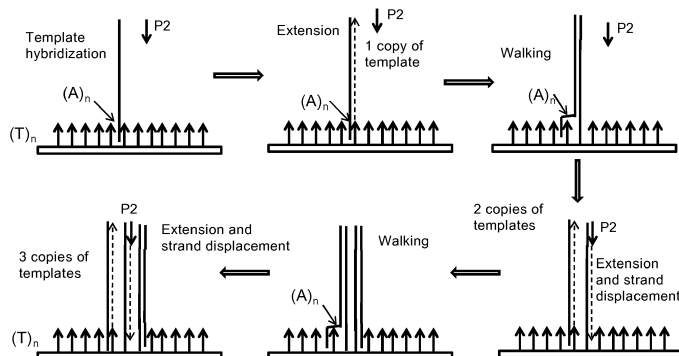 Template
hybridization
P2
(A)n
(T)n
Extension
P2
1 copy of
template
(A)n
Walking
P2
(A)n
2 copies of
templates
P2
Extension
and strand
displacement
Walking
(A)n
P2
Extension and
strand displacement
3 copies of
templates
(T)n